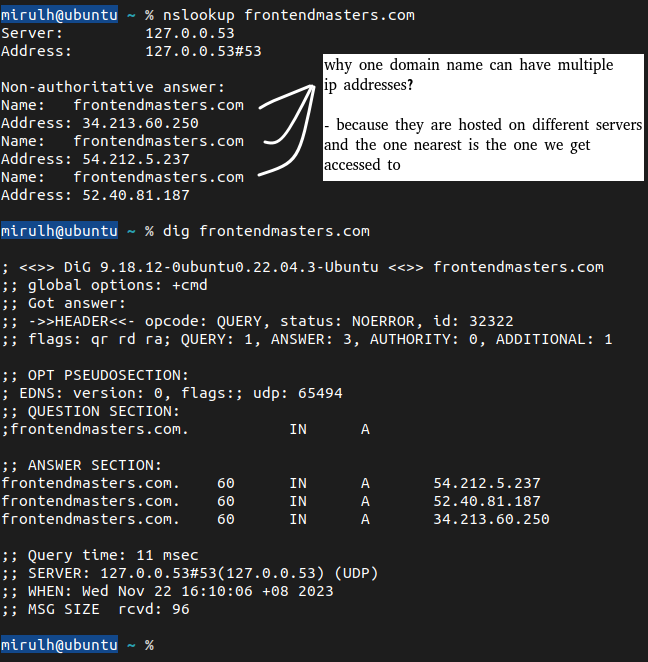 mirulh@ubuntu ~ % nslookup frontendmasters.com
Server:         127.0.0.53
Address:        127.0.0.53#53
why one domain name can have multiple
ip addresses?
- because they are hosted on different servers
and the one nearest is the one we get
accessed to
Non-authoritative answer:
Name:   frontendmasters.com
Address: 34.213.60.250
Name:   frontendmasters.com
Address: 54.212.5.237
Name:   frontendmasters.com
Address: 52.40.81.187
mirulh@ubuntu ~ % dig frontendmasters.com
; <<>> DiG 9.18.12-0ubuntu0.22.04.3-Ubuntu <<>> frontendmasters.com
;; global options: +cmd
;; Got answer:
;; ->>HEADER<<- opcode: QUERY, status: NOERROR, id: 32322
;; flags: qr rd ra; QUERY: 1, ANSWER: 3, AUTHORITY: 0, ADDITIONAL: 1
;; OPT PSEUDOSECTION:
; EDNS: version: 0, flags:; udp: 65494
;; QUESTION SECTION:
;frontendmasters.com.           IN      A
;; ANSWER SECTION:
frontendmasters.com.    60      IN      A       54.212.5.237
frontendmasters.com.    60      IN      A       52.40.81.187
frontendmasters.com.    60      IN      A       34.213.60.250
;; Query time: 11 msec
;; SERVER: 127.0.0.53#53(127.0.0.53) (UDP)
;; WHEN: Wed Nov 22 16:10:06 +08 2023
;; MSG SIZE  rcvd: 96
mirulh@ubuntu ~ %